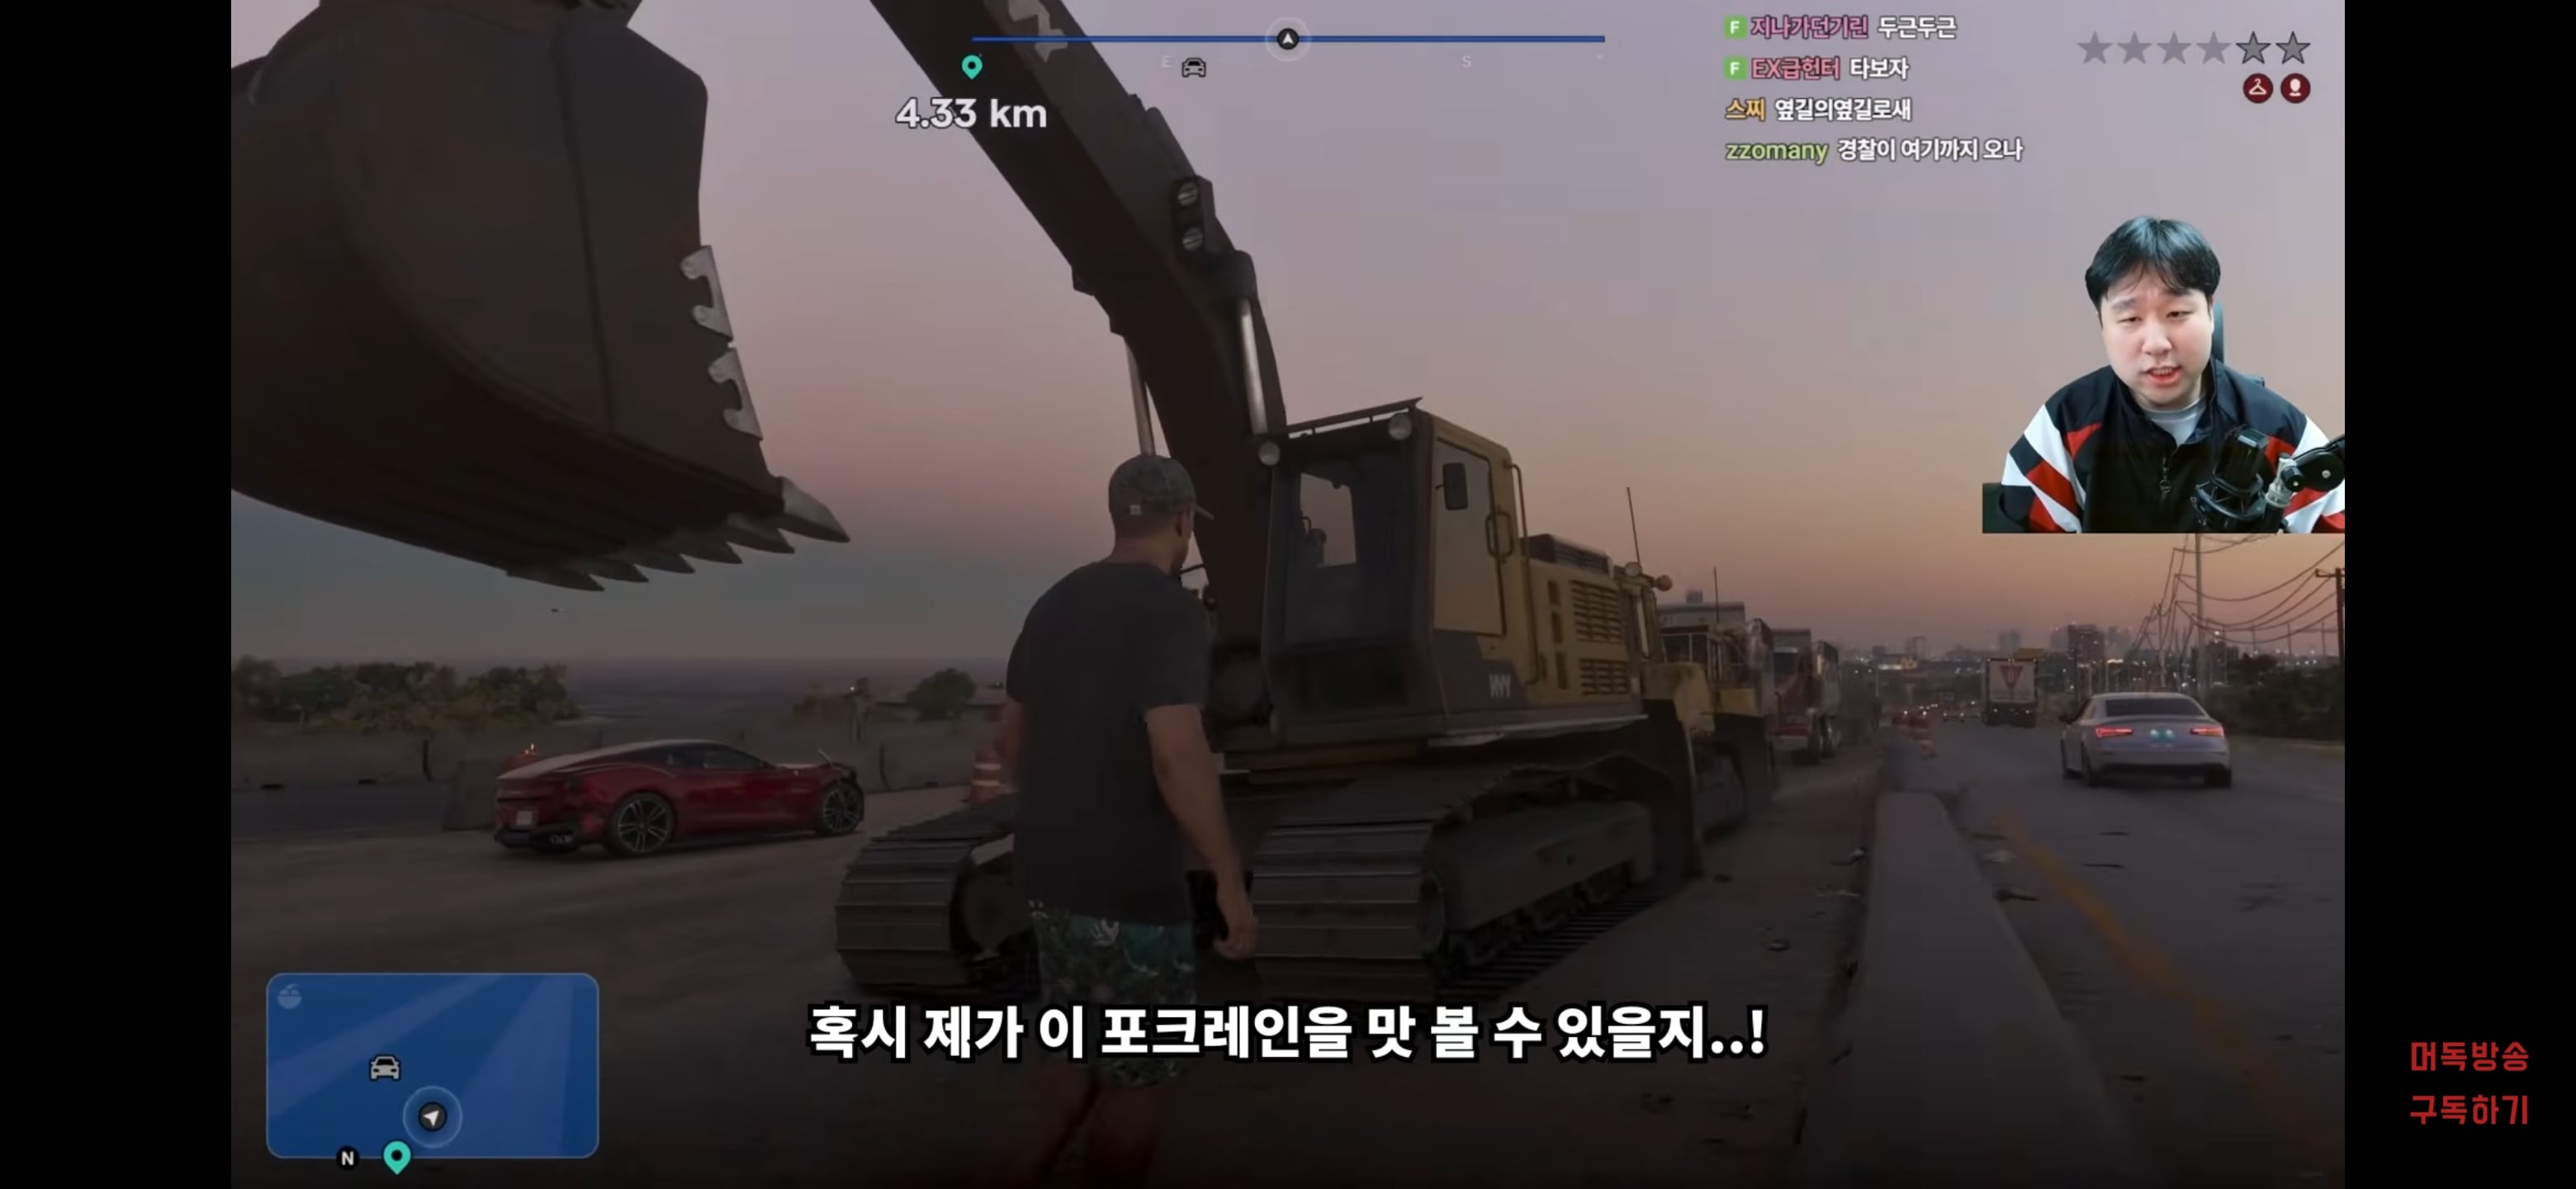 E
S
4.33 km
F 지나가던기린 두근두근
F EX급헌터 타보자
스찌 옆길의옆길로새
zzomany 경찰이 여기까지 오나
HVY
혹시 제가 이 포크레인을 맛 볼 수 있을지..!
N
머독방송
구독하기